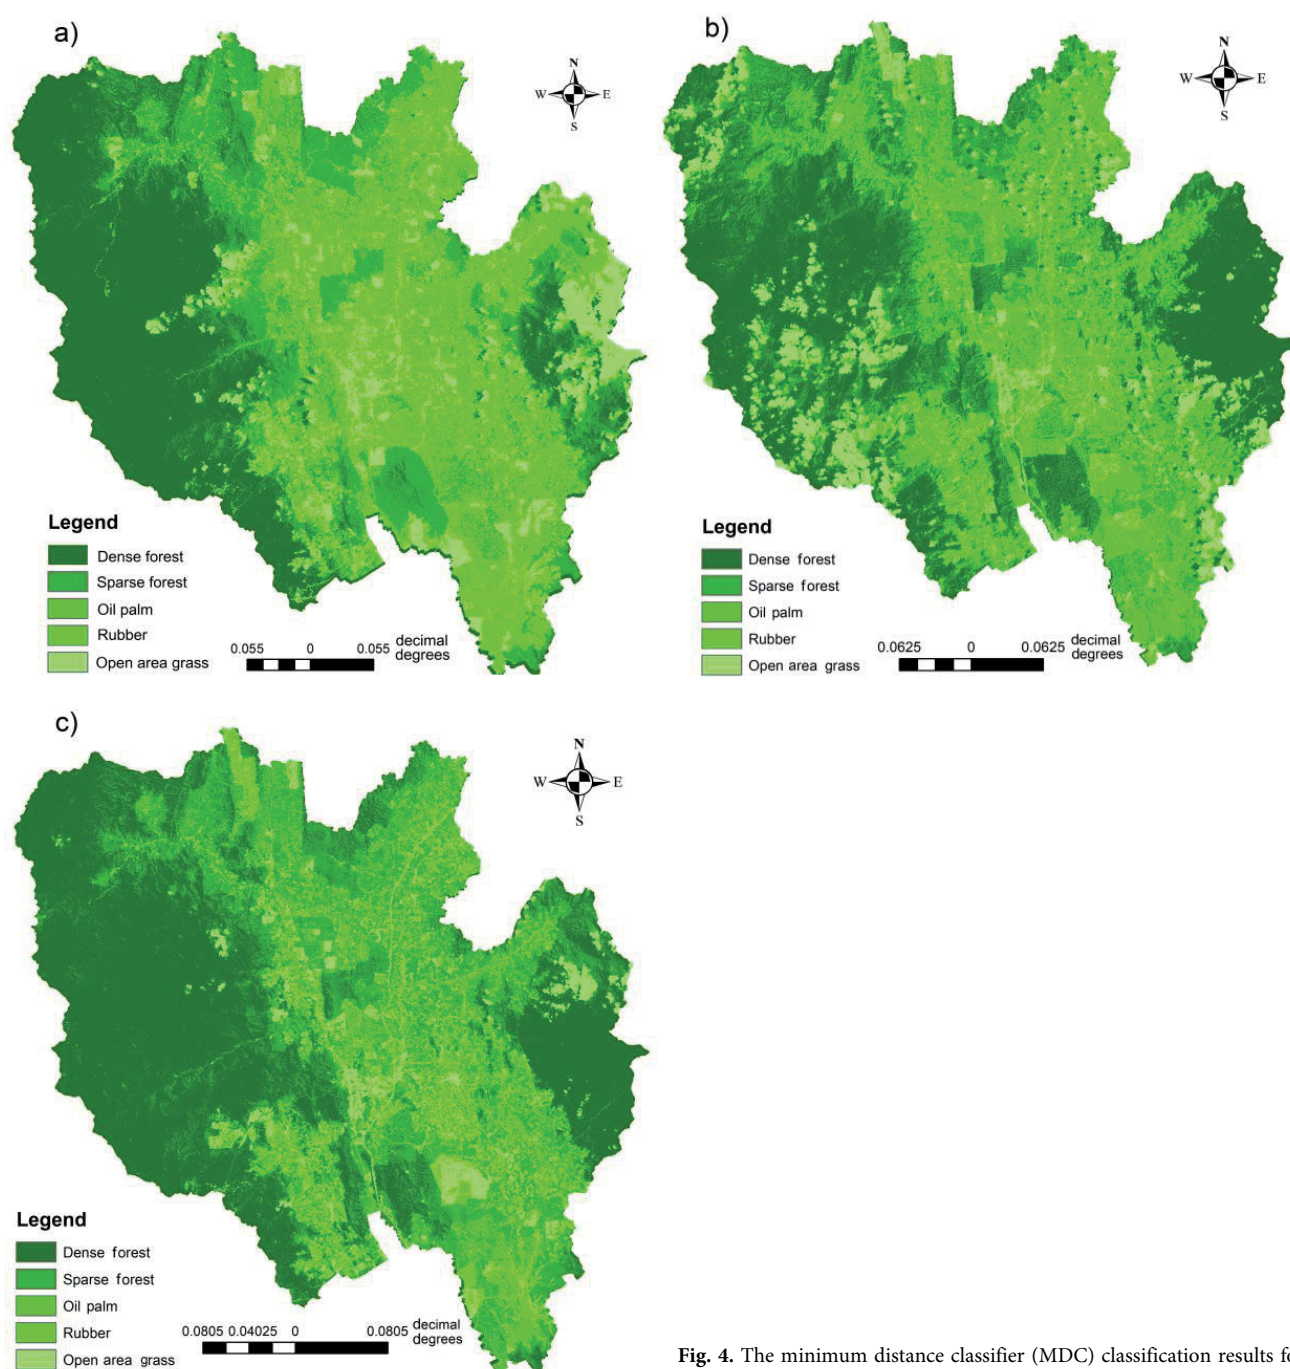 a)
N
W E
S
Legend
Dense forest
Sparse forest
Oil palm
Rubber
Open area grass
0.055 0 0.055 decimal degrees
b)
N
W E
S
Legend
Dense forest
Sparse forest
Oil palm
Rubber
Open area grass
0.0625 0 0.0625 decimal degrees
c)
N
W E
S
Legend
Dense forest
Sparse forest
Oil palm
Rubber
Open area grass
0.0805 0.04025 0 0.0805 decimal degrees
Fig. 4. The minimum distance classifier (MDC) classification results